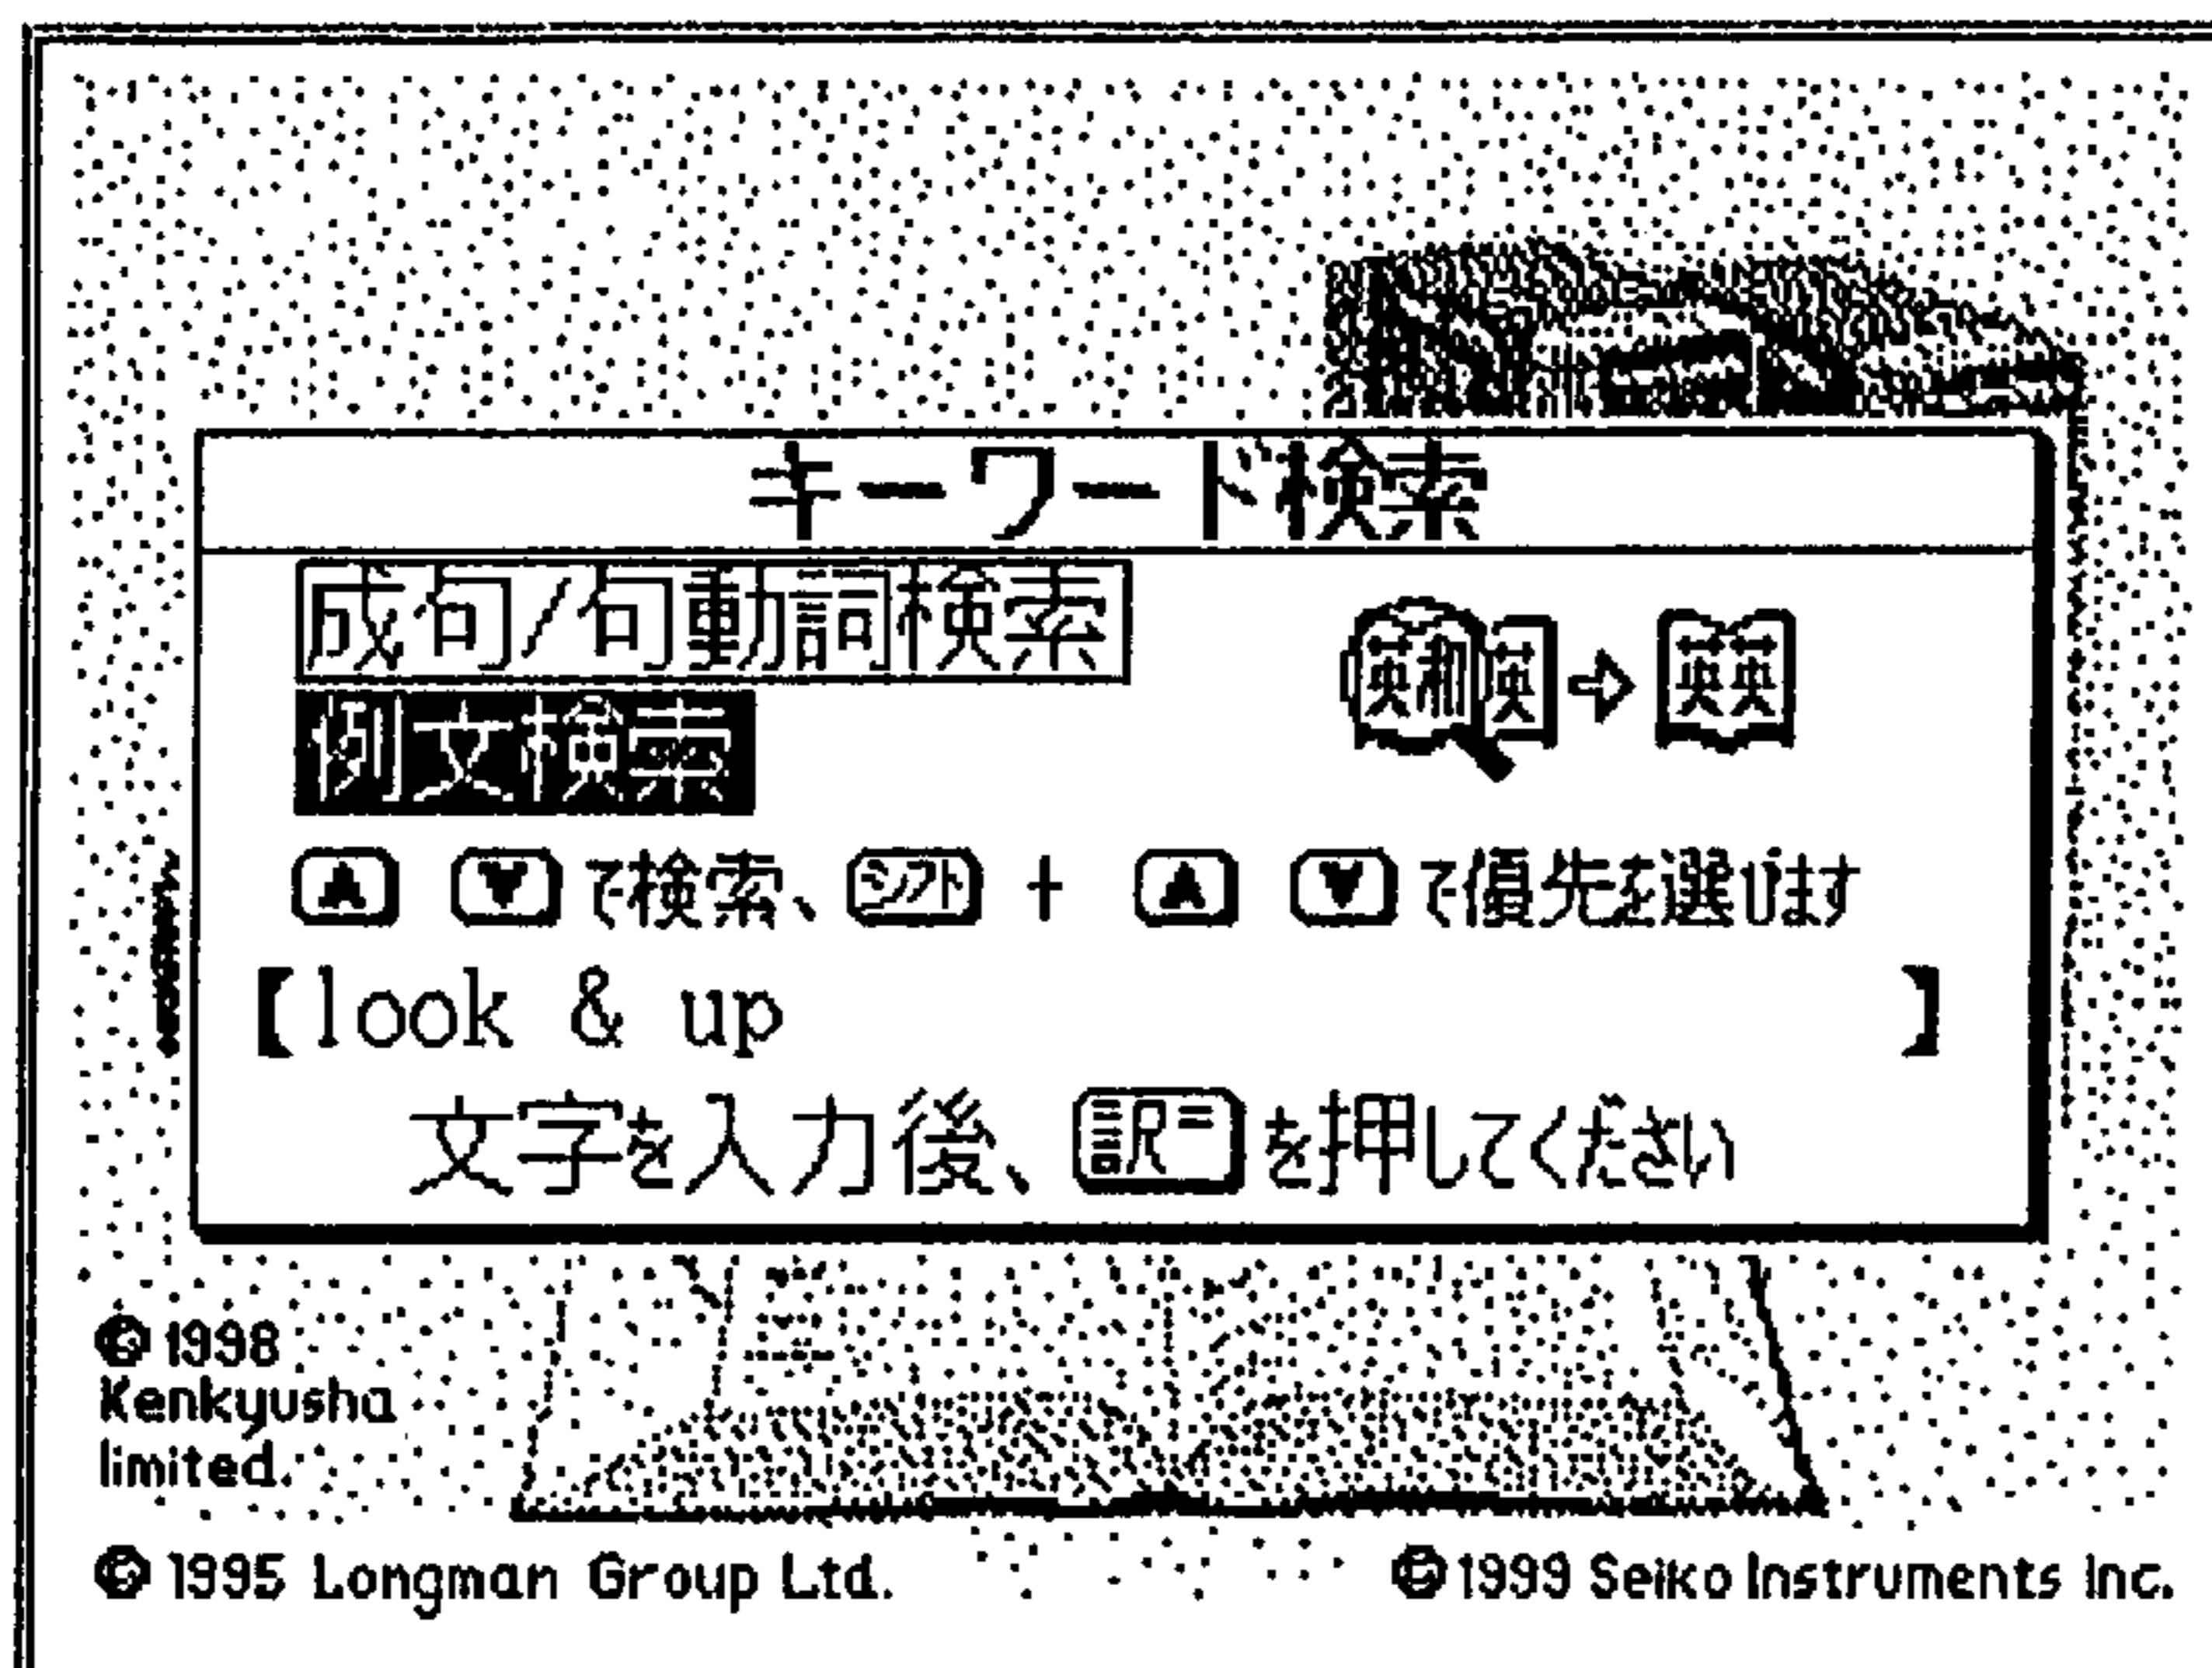 キーワード検索
成句/句動詞検索
英和 英 ⇨ 英英
例文検索
▲ ▼ で検索、シフト + ▲ ▼ で優先を選びます
【look & up 】
文字を入力後、訳= を押してください
© 1998
Kenkyusha
limited.
© 1995 Longman Group Ltd.
© 1999 Seiko Instruments Inc.